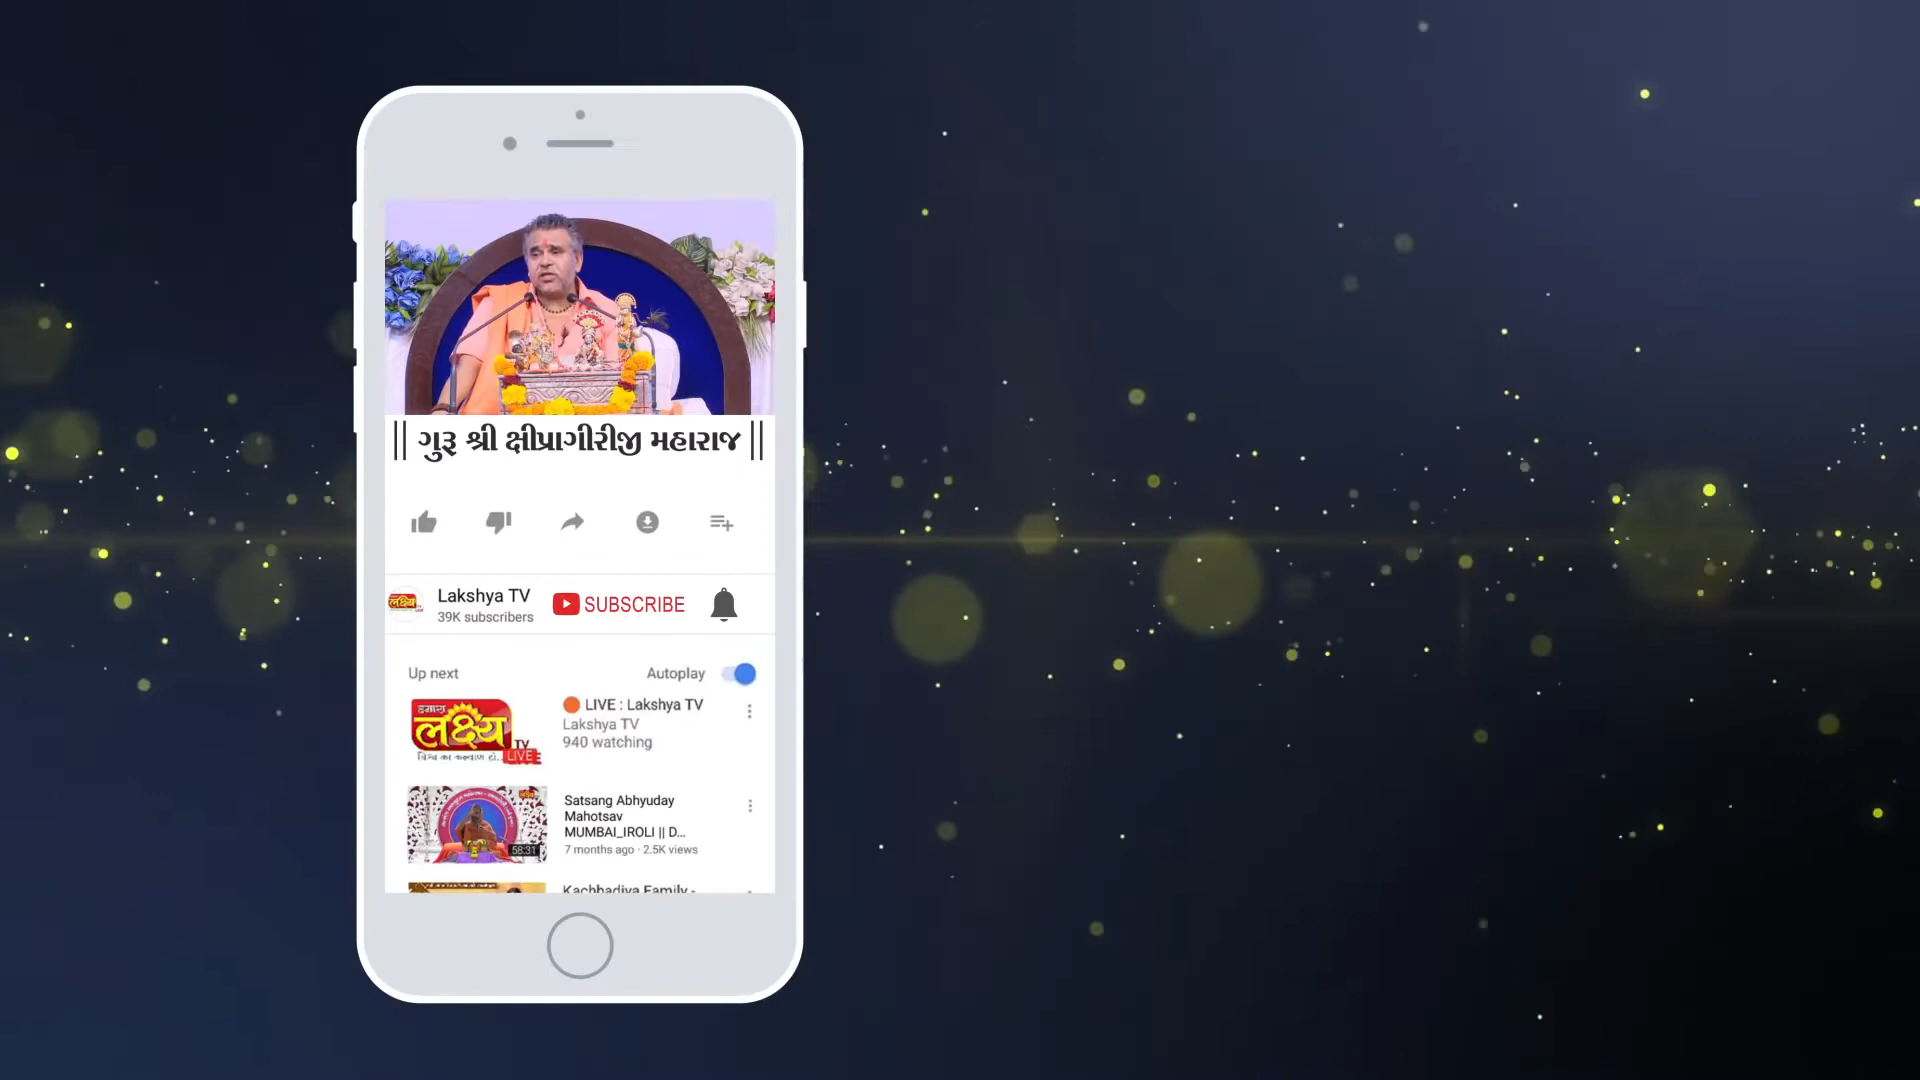 || ગુરૂ શ્રી ક્ષીપ્રાગીરીજી મહારાજ ||
Lakshya TV
39K subscribers
SUBSCRIBE
Up next
Autoplay
LIVE : Lakshya TV
Lakshya TV
940 watching
हमारा
लक्ष्य
TV
LIVE
Satsang Abhyuday
Mahotsav
MUMBAI_IROLI || D...
7 months ago · 2.5K views
58:31
Kachhadiya Family -